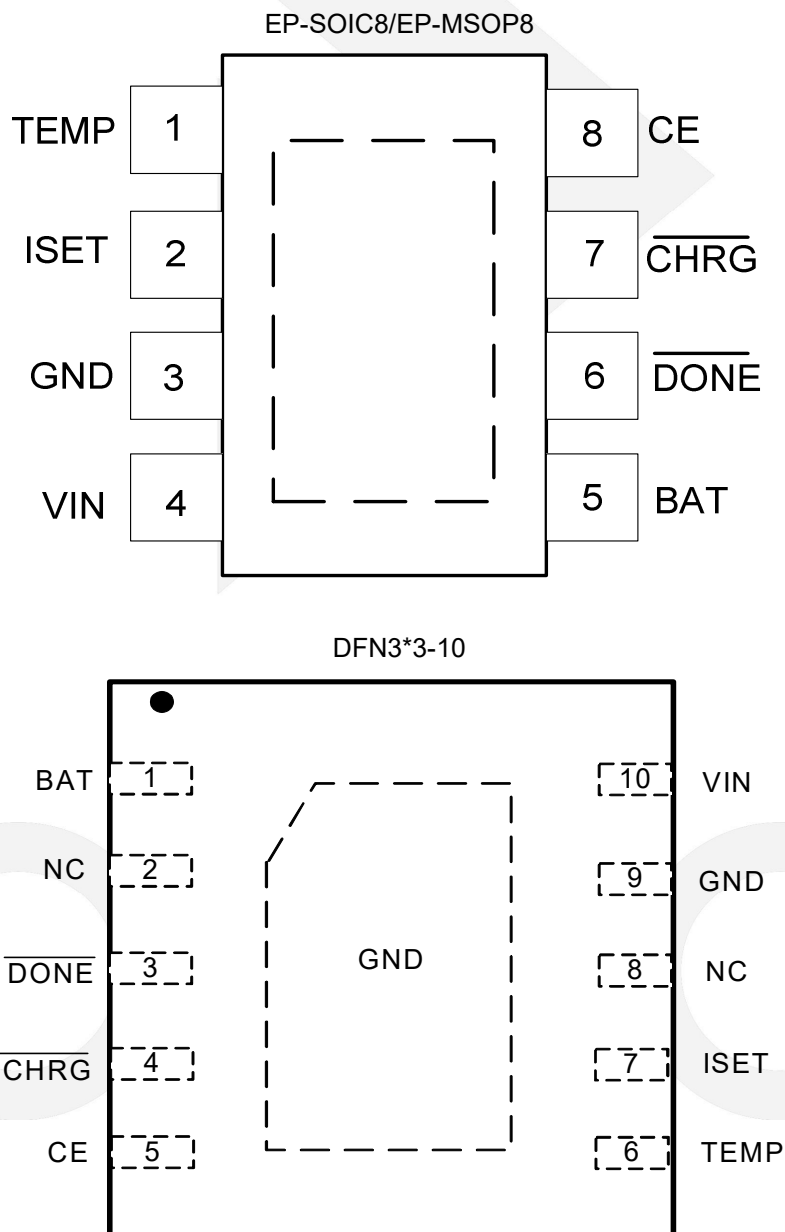 EP-SOIC8/EP-MSOP8
TEMP 1 8 CE
ISET 2 7 CHRG
GND 3 6 DONE
VIN 4 5 BAT
DFN3*3-10
BAT 1 10 VIN
NC 2 9 GND
DONE 3 GND 8 NC
CHRG 4 7 ISET
CE 5 6 TEMP